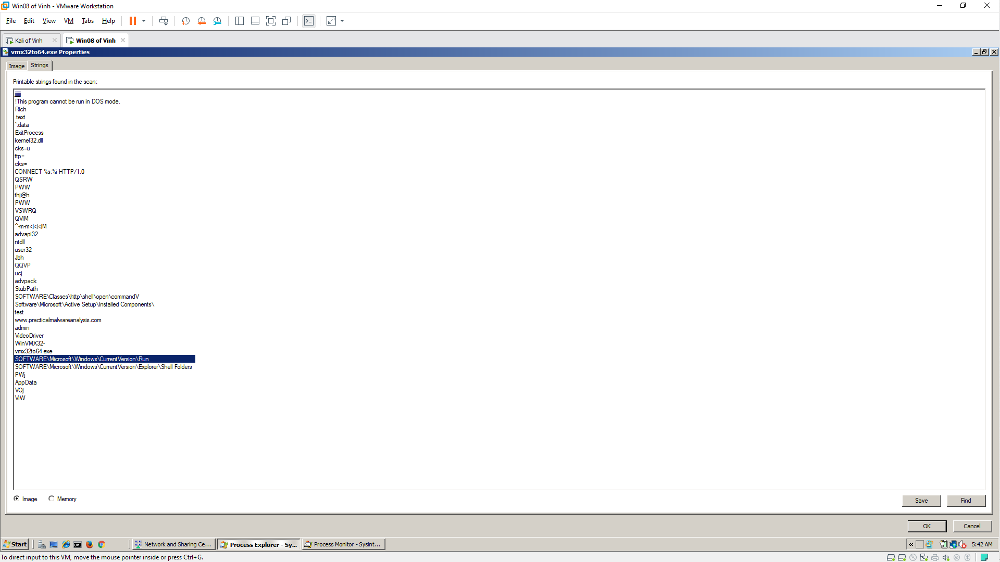 Win08 of Vinh - VMware Workstation
File Edit View VM Tabs Help
Kali of Vinh
Win08 of Vinh
vmx32to64.exe Properties
Image Strings
Printable strings found in the scan:
jjjjjj
!This program cannot be run in DOS mode.
Rich
.text
`.data
ExitProcess
kernel32.dll
cks=u
ttp=
cks=
CONNECT %s:%i HTTP/1.0
QSRW
PWW
thj@h
PWW
VSWRQ
QVIM
^-m-m<|<|<|M
advapi32
ntdll
user32
Jbh
QQVP
ucj
advpack
StubPath
SOFTWARE\Classes\http\shell\open\commandV
Software\Microsoft\Active Setup\Installed Components\
test
www.practicalmalwareanalysis.com
admin
VideoDriver
WinVMX32-
vmx32to64.exe
SOFTWARE\Microsoft\Windows\CurrentVersion\Run
SOFTWARE\Microsoft\Windows\CurrentVersion\Explorer\Shell Folders
PWj
AppData
VQj
ViW
Image Memory
Save Find
OK Cancel
Start Network and Sharing Ce... Process Explorer - Sy... Process Monitor - Sysint... « 5:42 AM
To direct input to this VM, move the mouse pointer inside or press Ctrl+G.